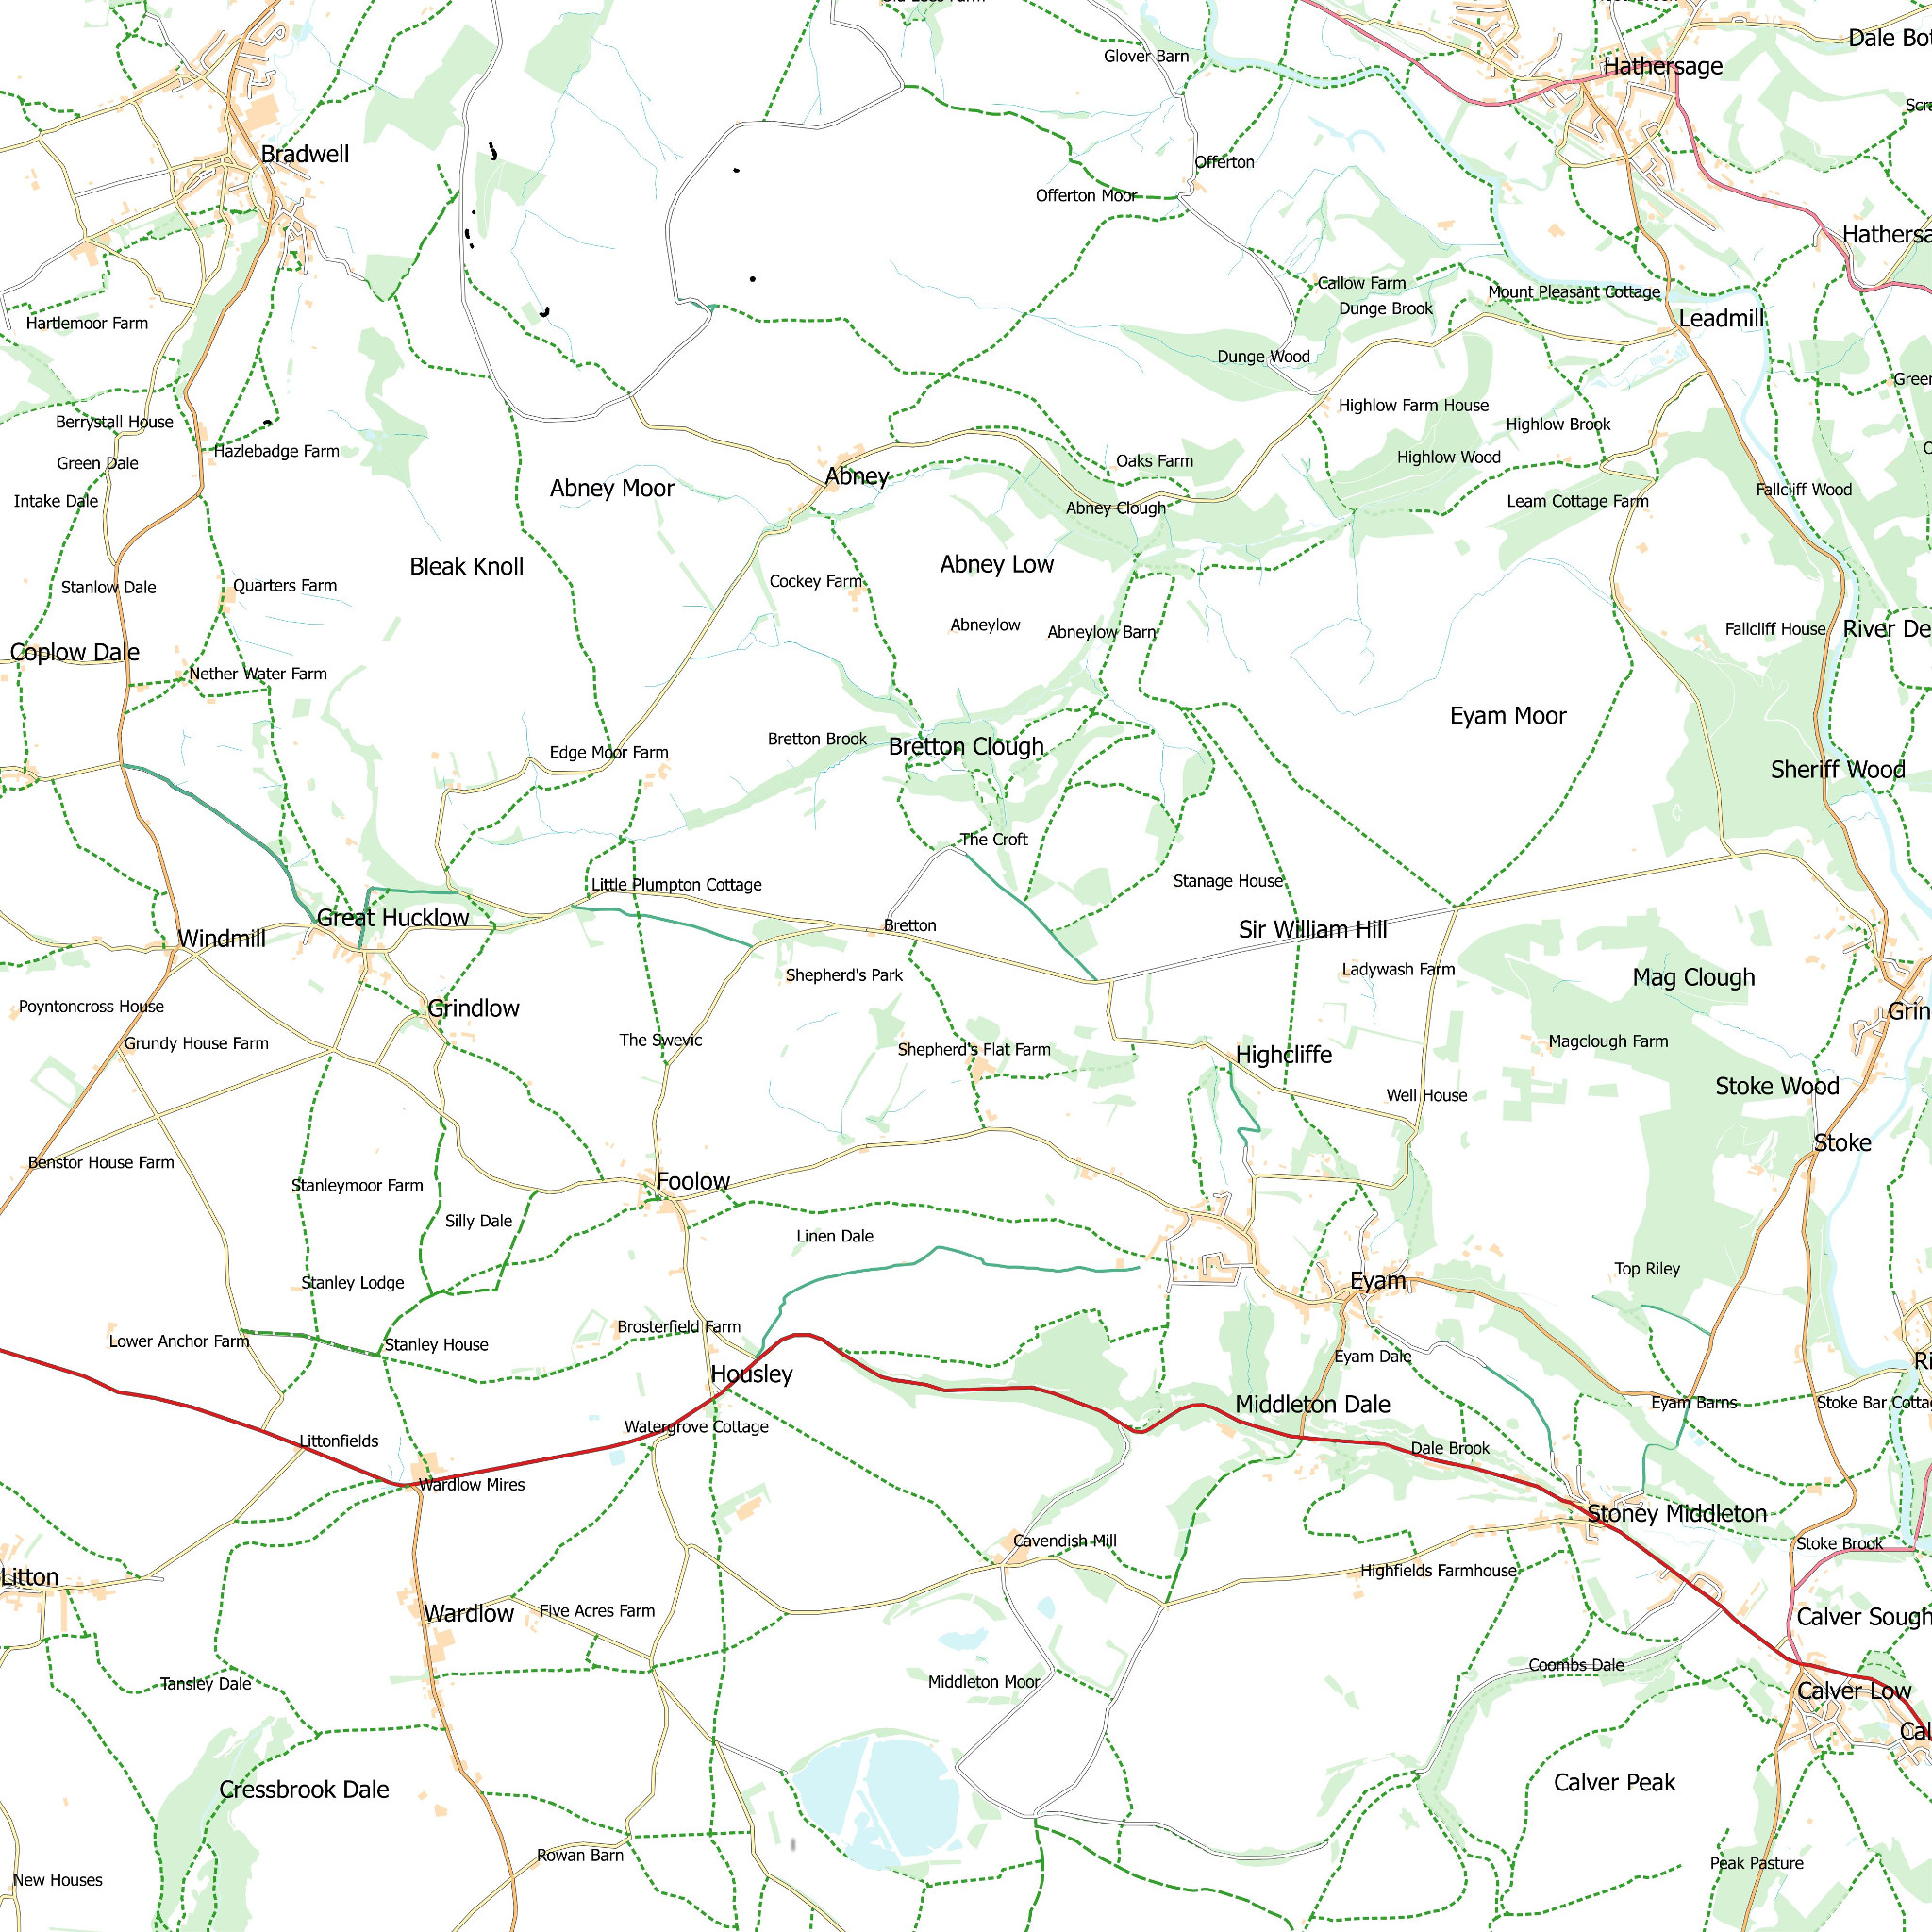 Glover Barn
Dale Bot
Hathersage
Bradwell
Offerton
Offerton Moor
Hathersa
Callow Farm
Mount Pleasant Cottage
Dunge Brook
Leadmill
Hartlemoor Farm
Dunge Wood
Green
Highlow Farm House
Berrystall House
Highlow Brook
Hazlebadge Farm
Green Dale
Oaks Farm
Highlow Wood
Abney
Abney Moor
Fallcliff Wood
Intake Dale
Abney Clough
Leam Cottage Farm
Bleak Knoll
Abney Low
Cockey Farm
Stanlow Dale
Quarters Farm
Abneylow
Abneylow Barn
Fallcliff House
River De
Coplow Dale
Nether Water Farm
Eyam Moor
Bretton Brook
Bretton Clough
Edge Moor Farm
Sheriff Wood
The Croft
Little Plumpton Cottage
Stanage House
Great Hucklow
Bretton
Sir William Hill
Windmill
Ladywash Farm
Shepherd's Park
Mag Clough
Poyntoncross House
Grindlow
Grin
Grundy House Farm
The Swevic
Shepherd's Flat Farm
Highcliffe
Magclough Farm
Stoke Wood
Well House
Stoke
Benstor House Farm
Stanleymoor Farm
Foolow
Silly Dale
Linen Dale
Top Riley
Stanley Lodge
Eyam
Brosterfield Farm
Lower Anchor Farm
Stanley House
Eyam Dale
Ri
Housley
Middleton Dale
Eyam Barns
Stoke Bar Cottag
Watergrove Cottage
Littonfields
Dale Brook
Wardlow Mires
Stoney Middleton
Cavendish Mill
Stoke Brook
Highfields Farmhouse
Litton
Wardlow
Five Acres Farm
Calver Sough
Coombs Dale
Tansley Dale
Middleton Moor
Calver Low
Cal
Cressbrook Dale
Calver Peak
Rowan Barn
Peak Pasture
New Houses